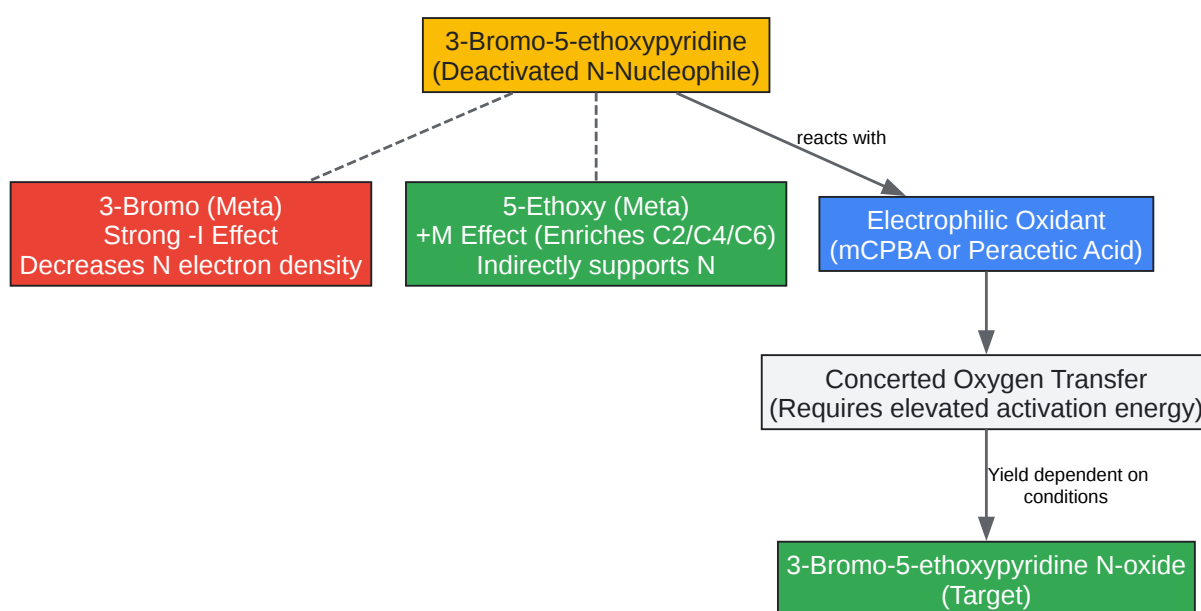 3-Bromo-5-ethoxypyridine
(Deactivated N-Nucleophile)
reacts with
3-Bromo (Meta)
Strong -I Effect
Decreases N electron density
5-Ethoxy (Meta)
+M Effect (Enriches C2/C4/C6)
Indirectly supports N
Electrophilic Oxidant
(mCPBA or Peracetic Acid)
Concerted Oxygen Transfer
(Requires elevated activation energy)
Yield dependent on
conditions
3-Bromo-5-ethoxypyridine N-oxide
(Target)